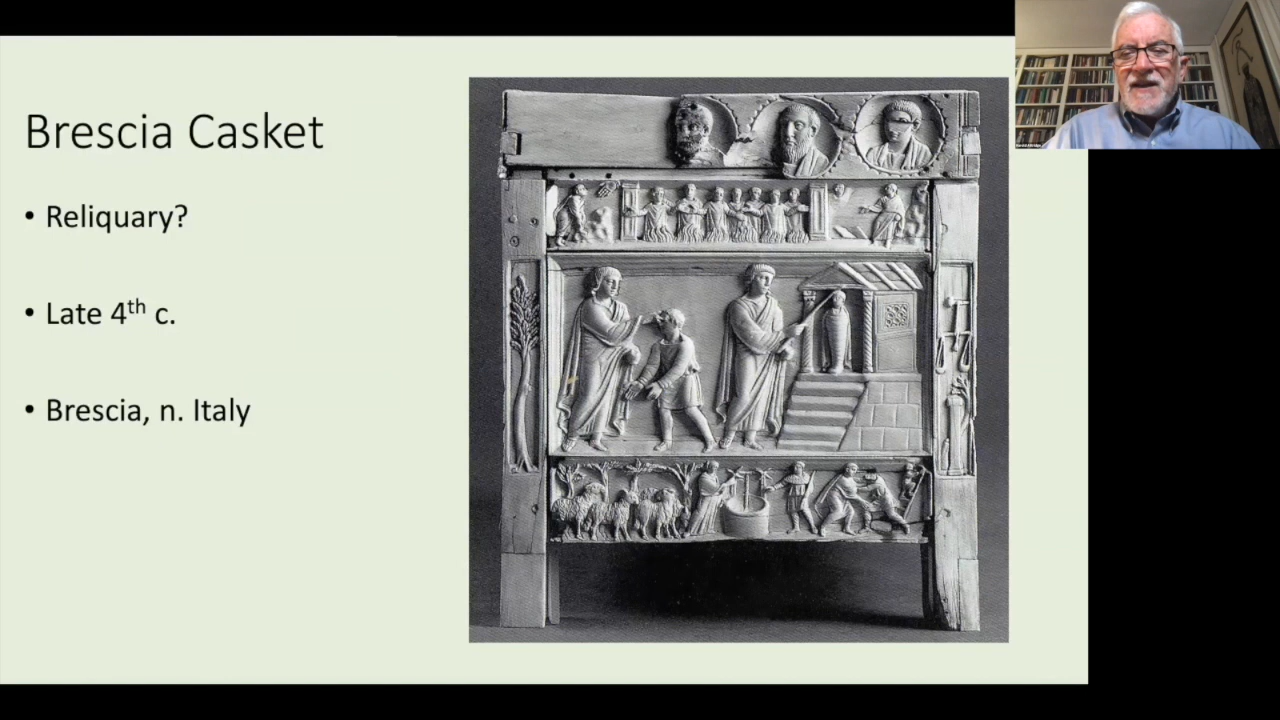 Brescia Casket
• Reliquary?
• Late 4th c.
• Brescia, n. Italy